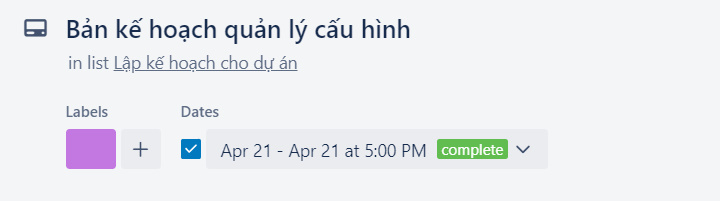 Bản kế hoạch quản lý cấu hình
in list Lập kế hoạch cho dự án
Labels
Dates
Apr 21 - Apr 21 at 5:00 PM complete